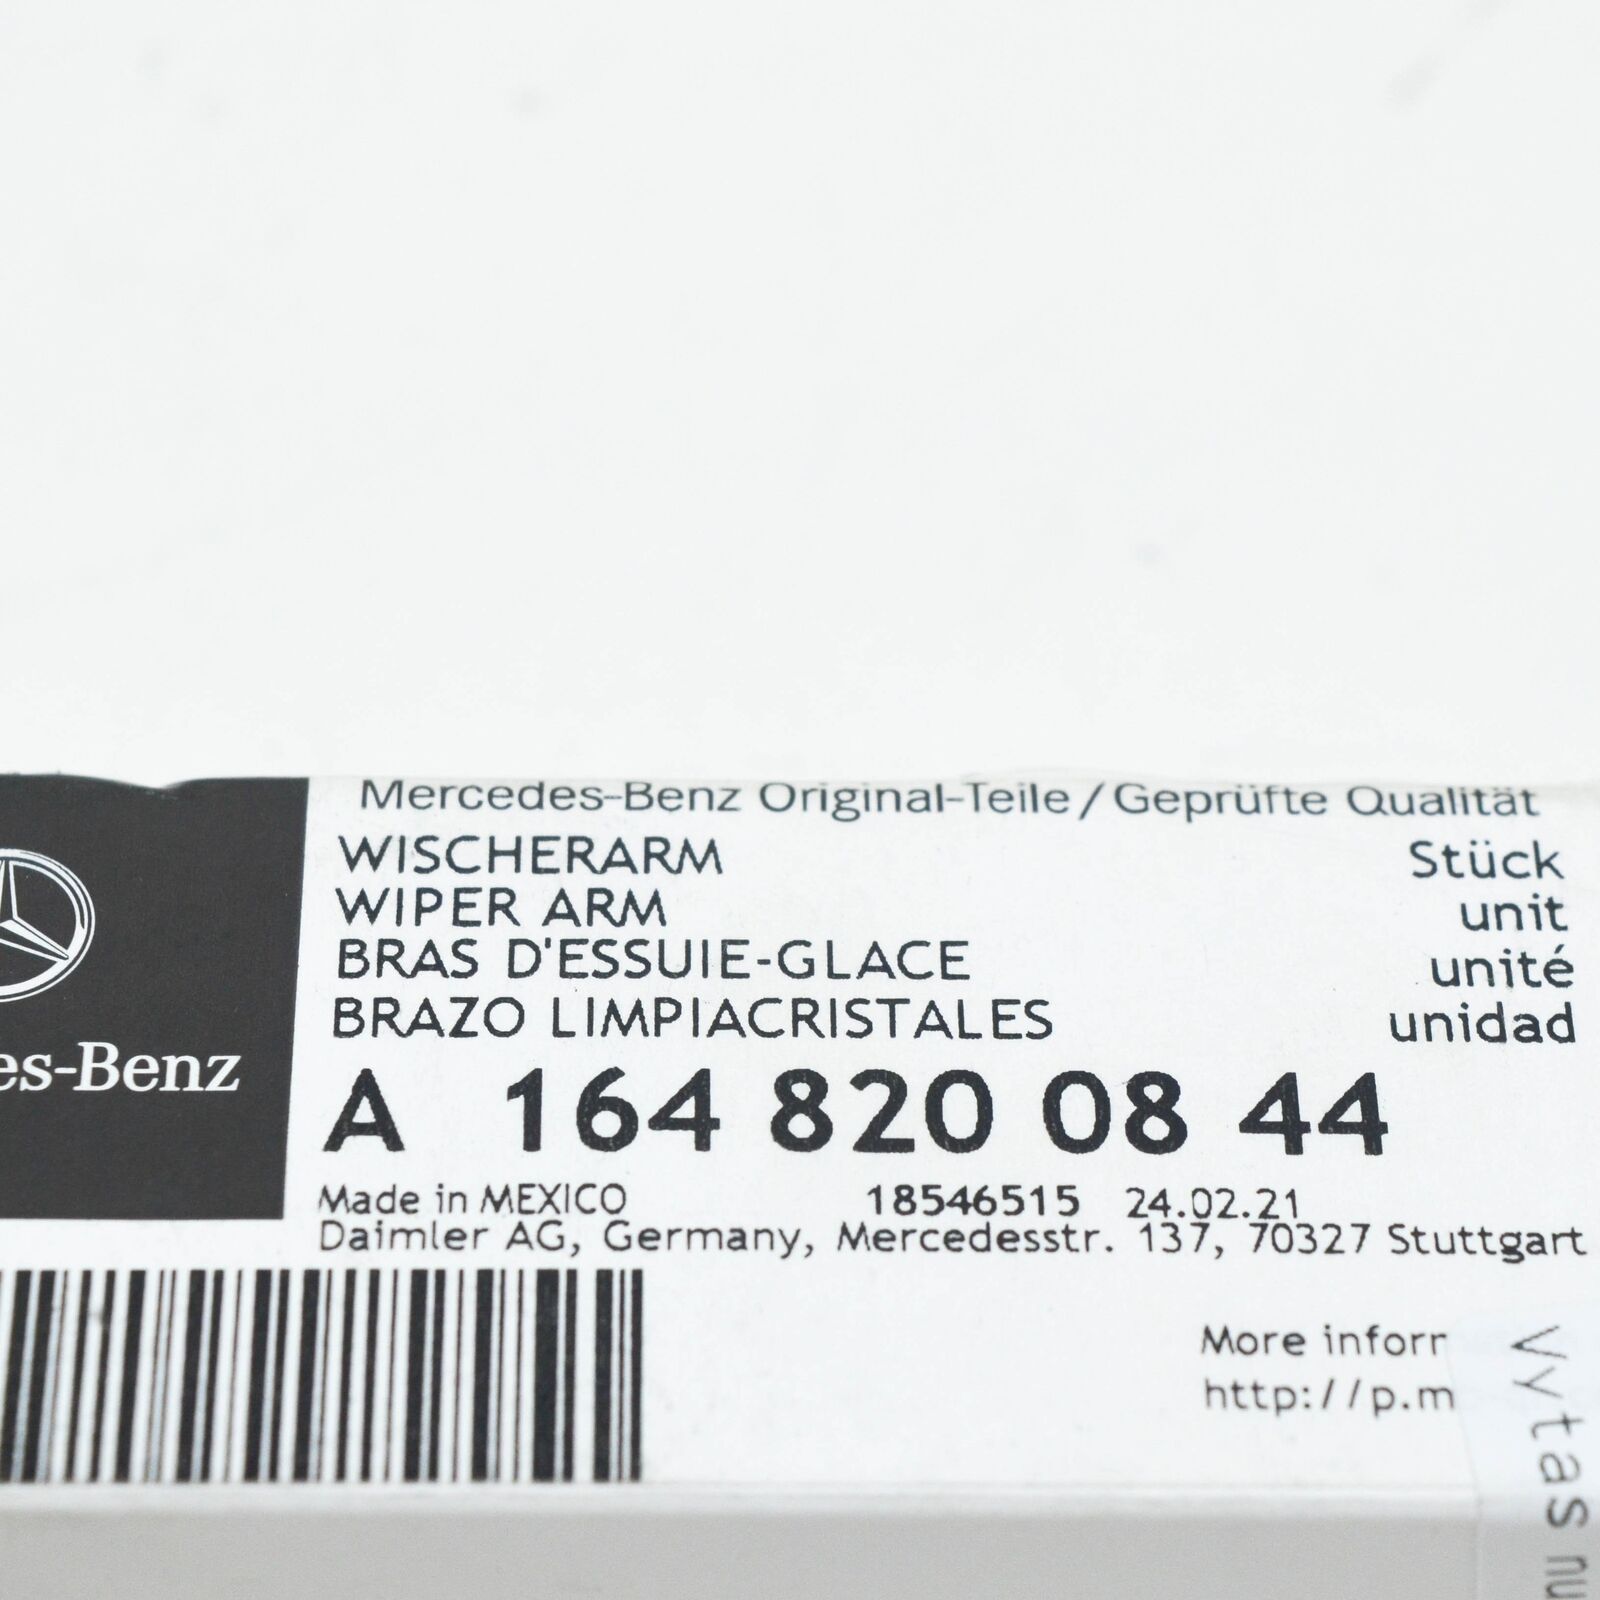 Mercedes-Benz Original-Teile/Geprüfte Qualität
WISCHERARM Stück
WIPER ARM unit
BRAS D'ESSUIE-GLACE unité
BRAZO LIMPIACRISTALES unidad
es-Benz
A 164 820 08 44
Made in MEXICO 18546515 24.02.21
Daimler AG, Germany, Mercedesstr. 137, 70327 Stuttgart
More inforr
http://p.m
Vytas nu